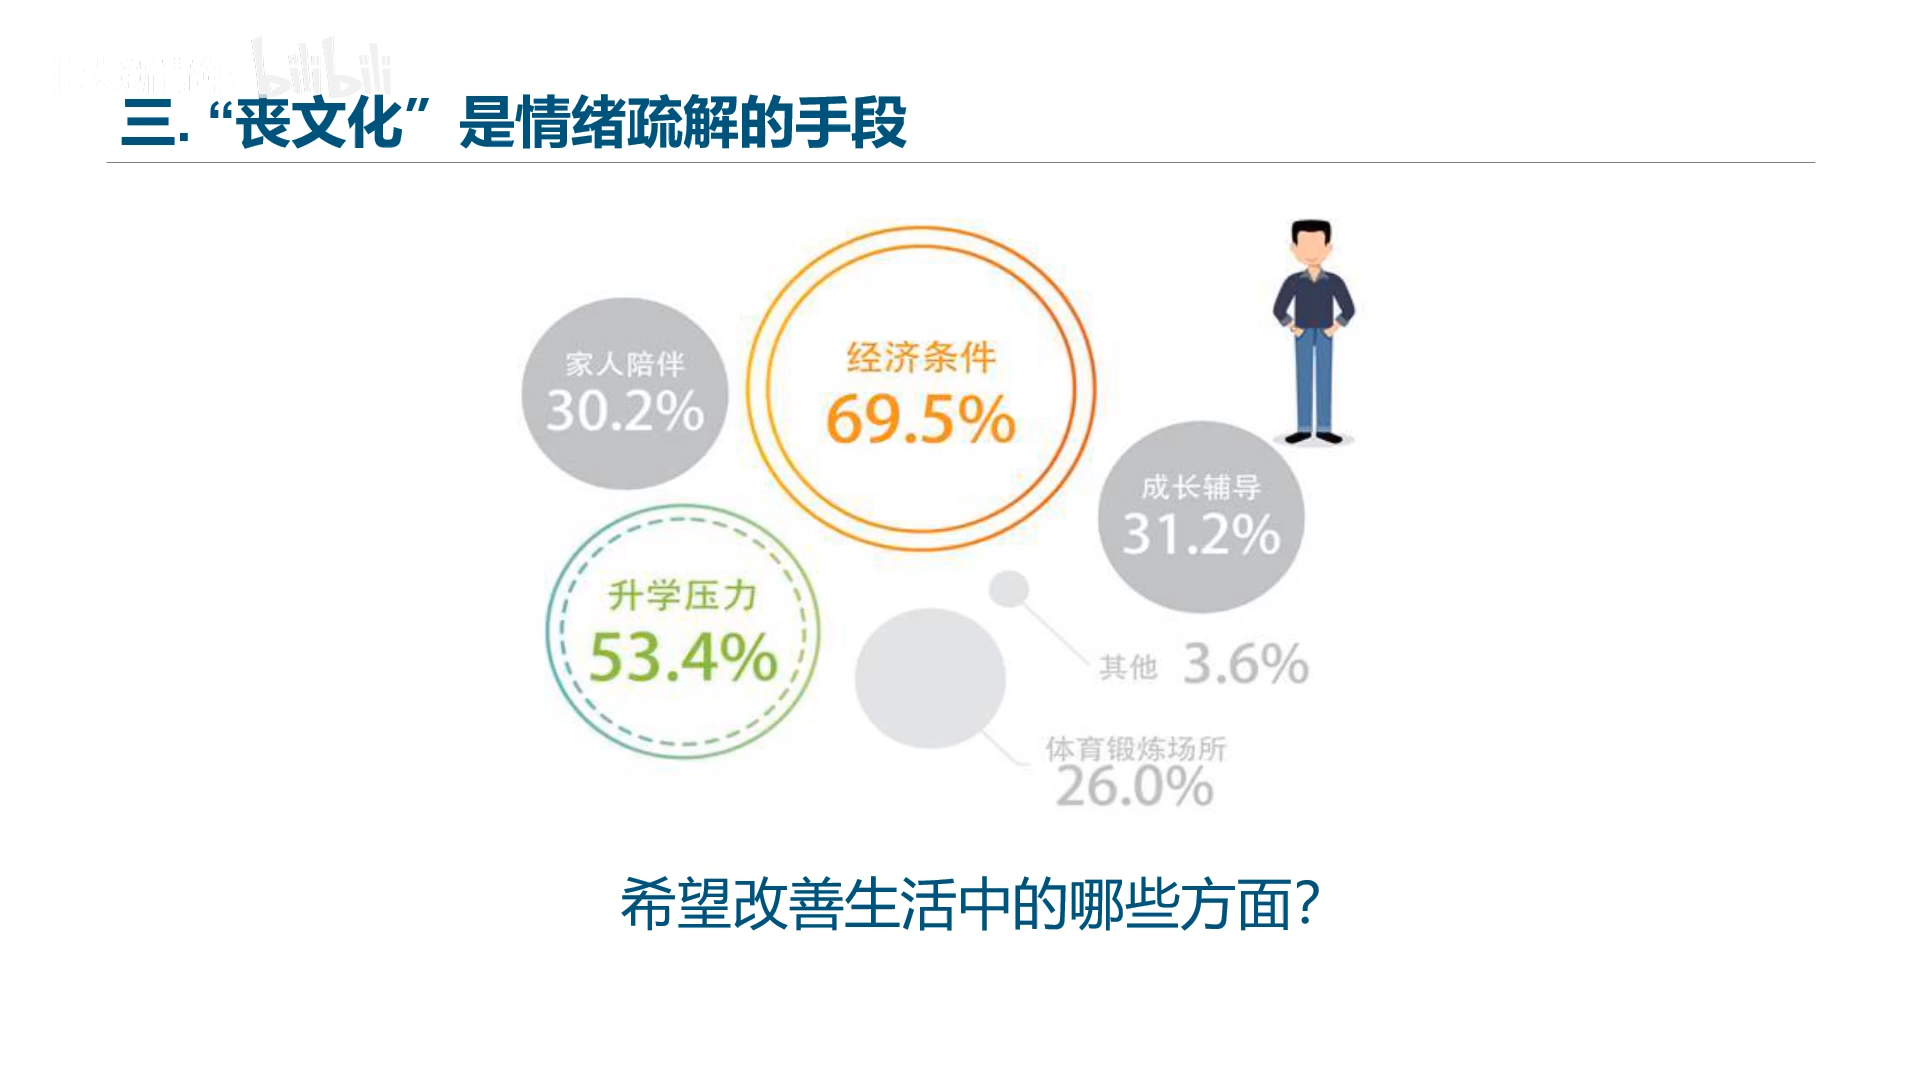 bilibili
三. “丧文化”是情绪疏解的手段
家人陪伴
30.2%
经济条件
69.5%
成长辅导
31.2%
升学压力
53.4%
其他 3.6%
体育锻炼场所
26.0%
希望改善生活中的哪些方面?